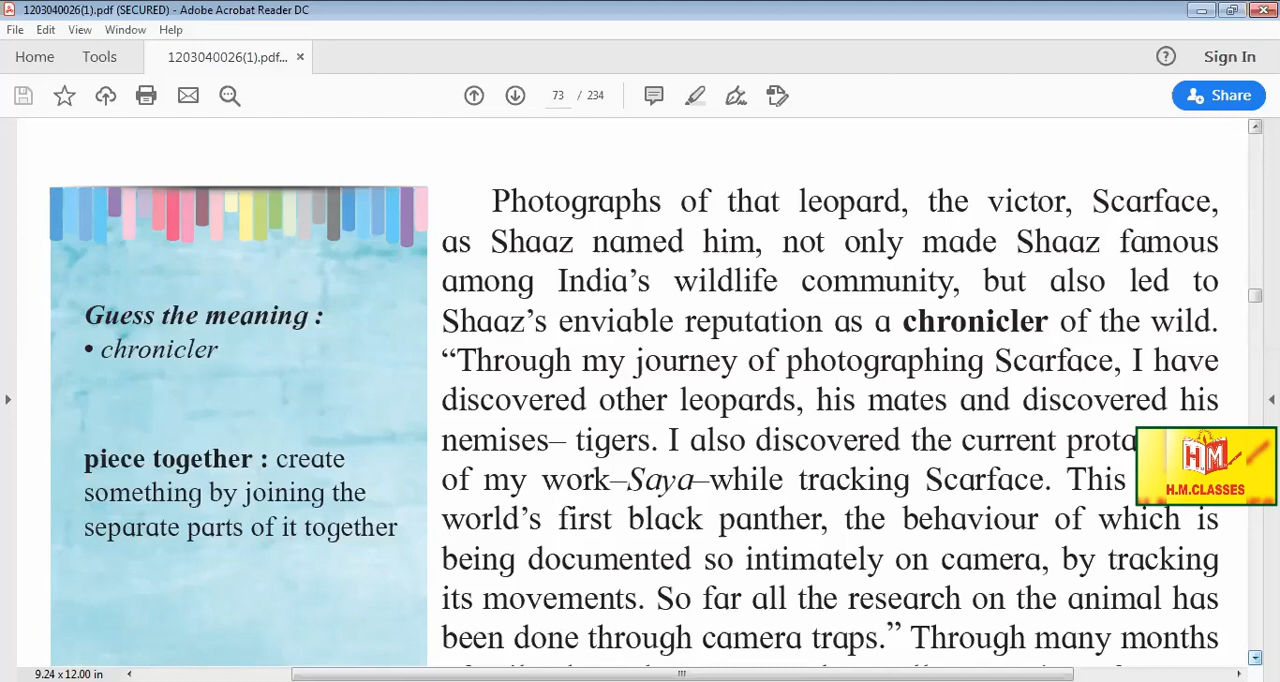 1203040026(1).pdf (SECURED) - Adobe Acrobat Reader DC
File Edit View Window Help
Home Tools 1203040026(1).pdf... × Sign In
73 / 234 Share
Guess the meaning :
• chronicler
piece together : create
something by joining the
separate parts of it together
Photographs of that leopard, the victor, Scarface,
as Shaaz named him, not only made Shaaz famous
among India’s wildlife community, but also led to
Shaaz’s enviable reputation as a chronicler of the wild.
“Through my journey of photographing Scarface, I have
discovered other leopards, his mates and discovered his
nemises– tigers. I also discovered the current prota
of my work–Saya–while tracking Scarface. This
world’s first black panther, the behaviour of which is
being documented so intimately on camera, by tracking
its movements. So far all the research on the animal has
been done through camera traps.” Through many months
H.M
H.M.CLASSES
9.24 x 12.00 in